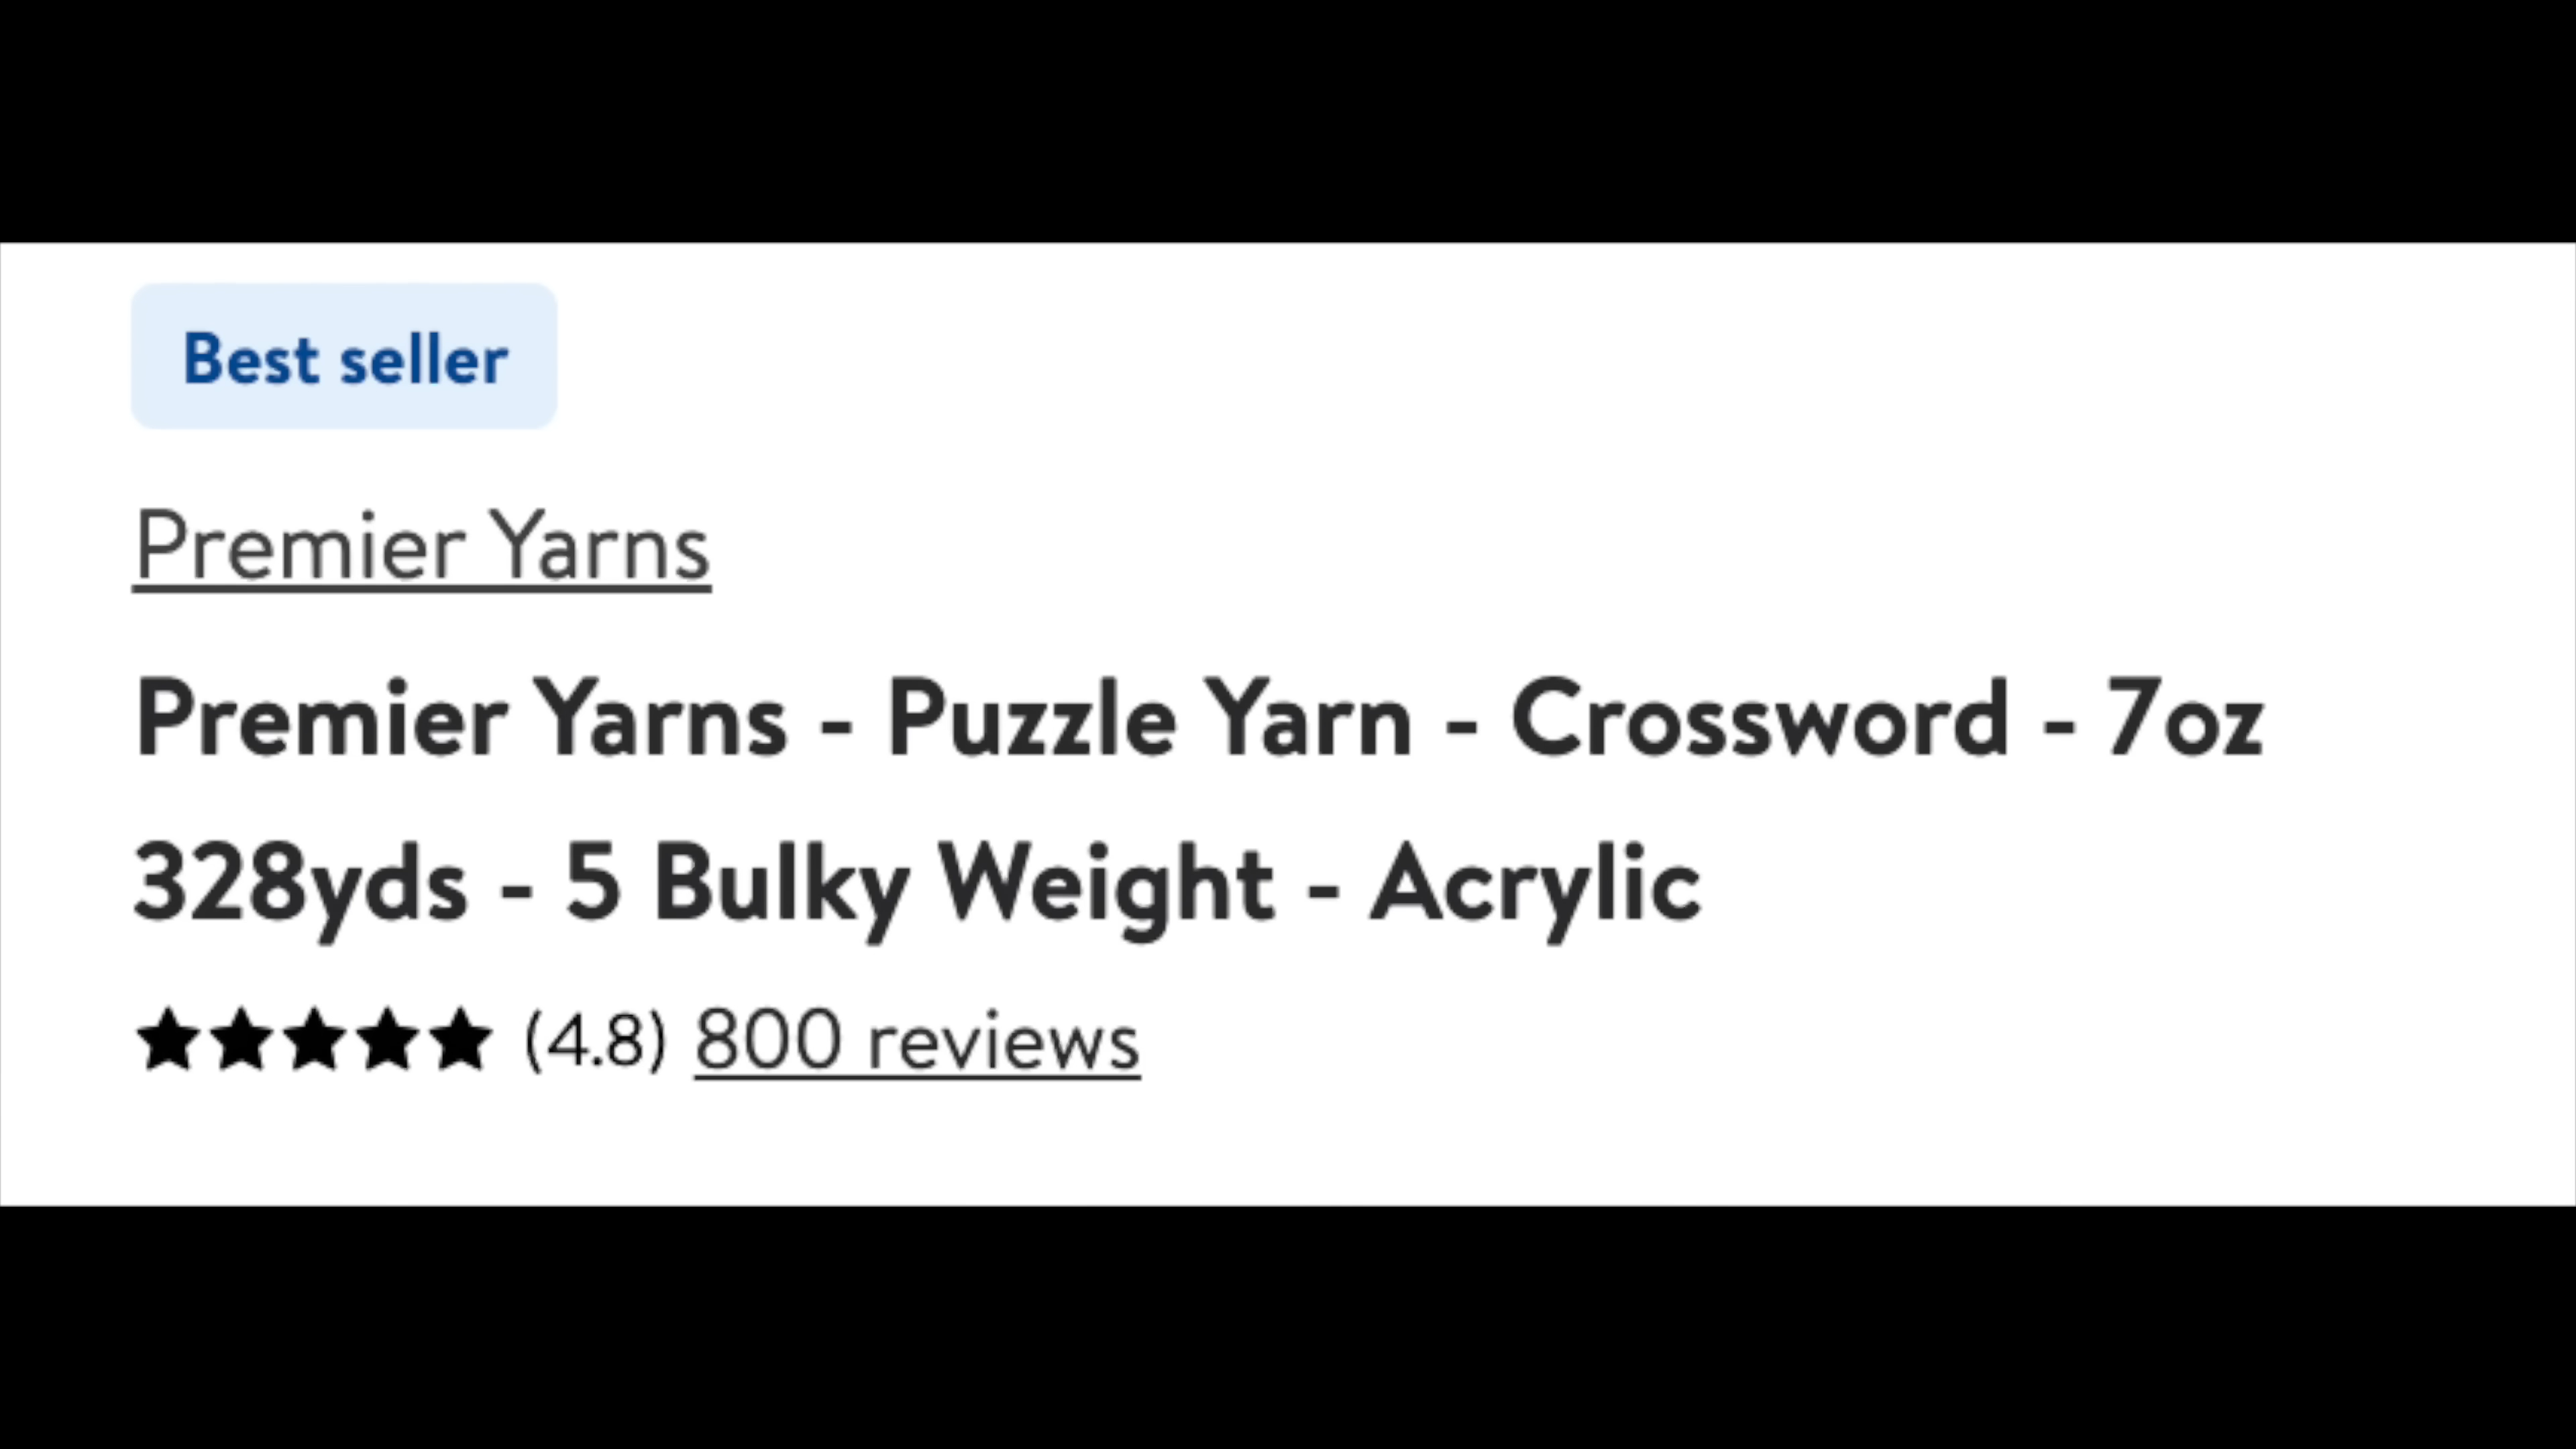 Best seller
Premier Yarns
Premier Yarns - Puzzle Yarn - Crossword - 7oz
328yds - 5 Bulky Weight - Acrylic
★★★★★ (4.8) 800 reviews